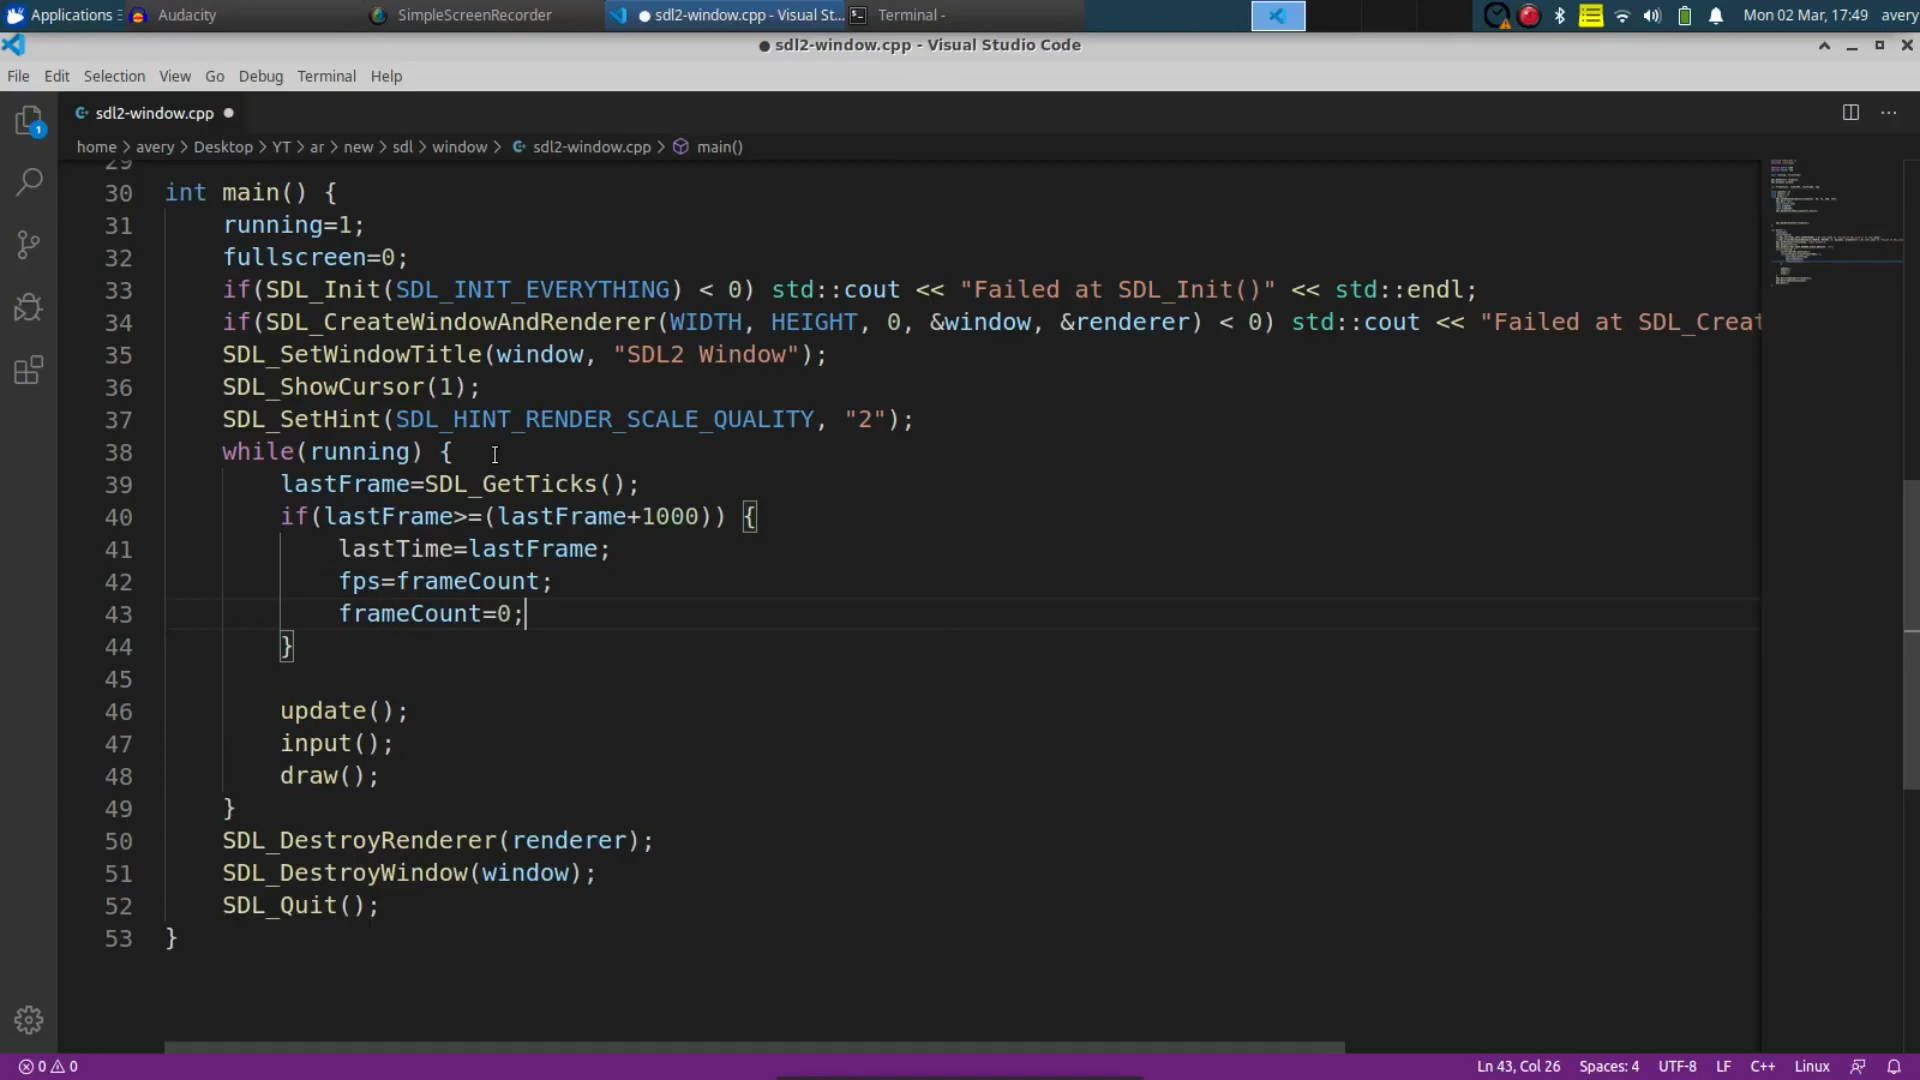 Applications
Audacity
SimpleScreenRecorder
● sdl2-window.cpp - Visual St...
Terminal -
Mon 02 Mar, 17:49
avery
● sdl2-window.cpp - Visual Studio Code
File Edit Selection View Go Debug Terminal Help
1
sdl2-window.cpp ●
home > avery > Desktop > YT > ar > new > sdl > window > sdl2-window.cpp > main()
29
30 int main() {
31 running=1;
32 fullscreen=0;
33 if(SDL_Init(SDL_INIT_EVERYTHING) < 0) std::cout << "Failed at SDL_Init()" << std::endl;
34 if(SDL_CreateWindowAndRenderer(WIDTH, HEIGHT, 0, &window, &renderer) < 0) std::cout << "Failed at SDL_Creat
35 SDL_SetWindowTitle(window, "SDL2 Window");
36 SDL_ShowCursor(1);
37 SDL_SetHint(SDL_HINT_RENDER_SCALE_QUALITY, "2");
38 while(running) {
39 lastFrame=SDL_GetTicks();
40 if(lastFrame>=(lastFrame+1000)) {
41 lastTime=lastFrame;
42 fps=frameCount;
43 frameCount=0;
44 }
45
46 update();
47 input();
48 draw();
49 }
50 SDL_DestroyRenderer(renderer);
51 SDL_DestroyWindow(window);
52 SDL_Quit();
53 }
0 0
Ln 43, Col 26 Spaces: 4 UTF-8 LF C++ Linux